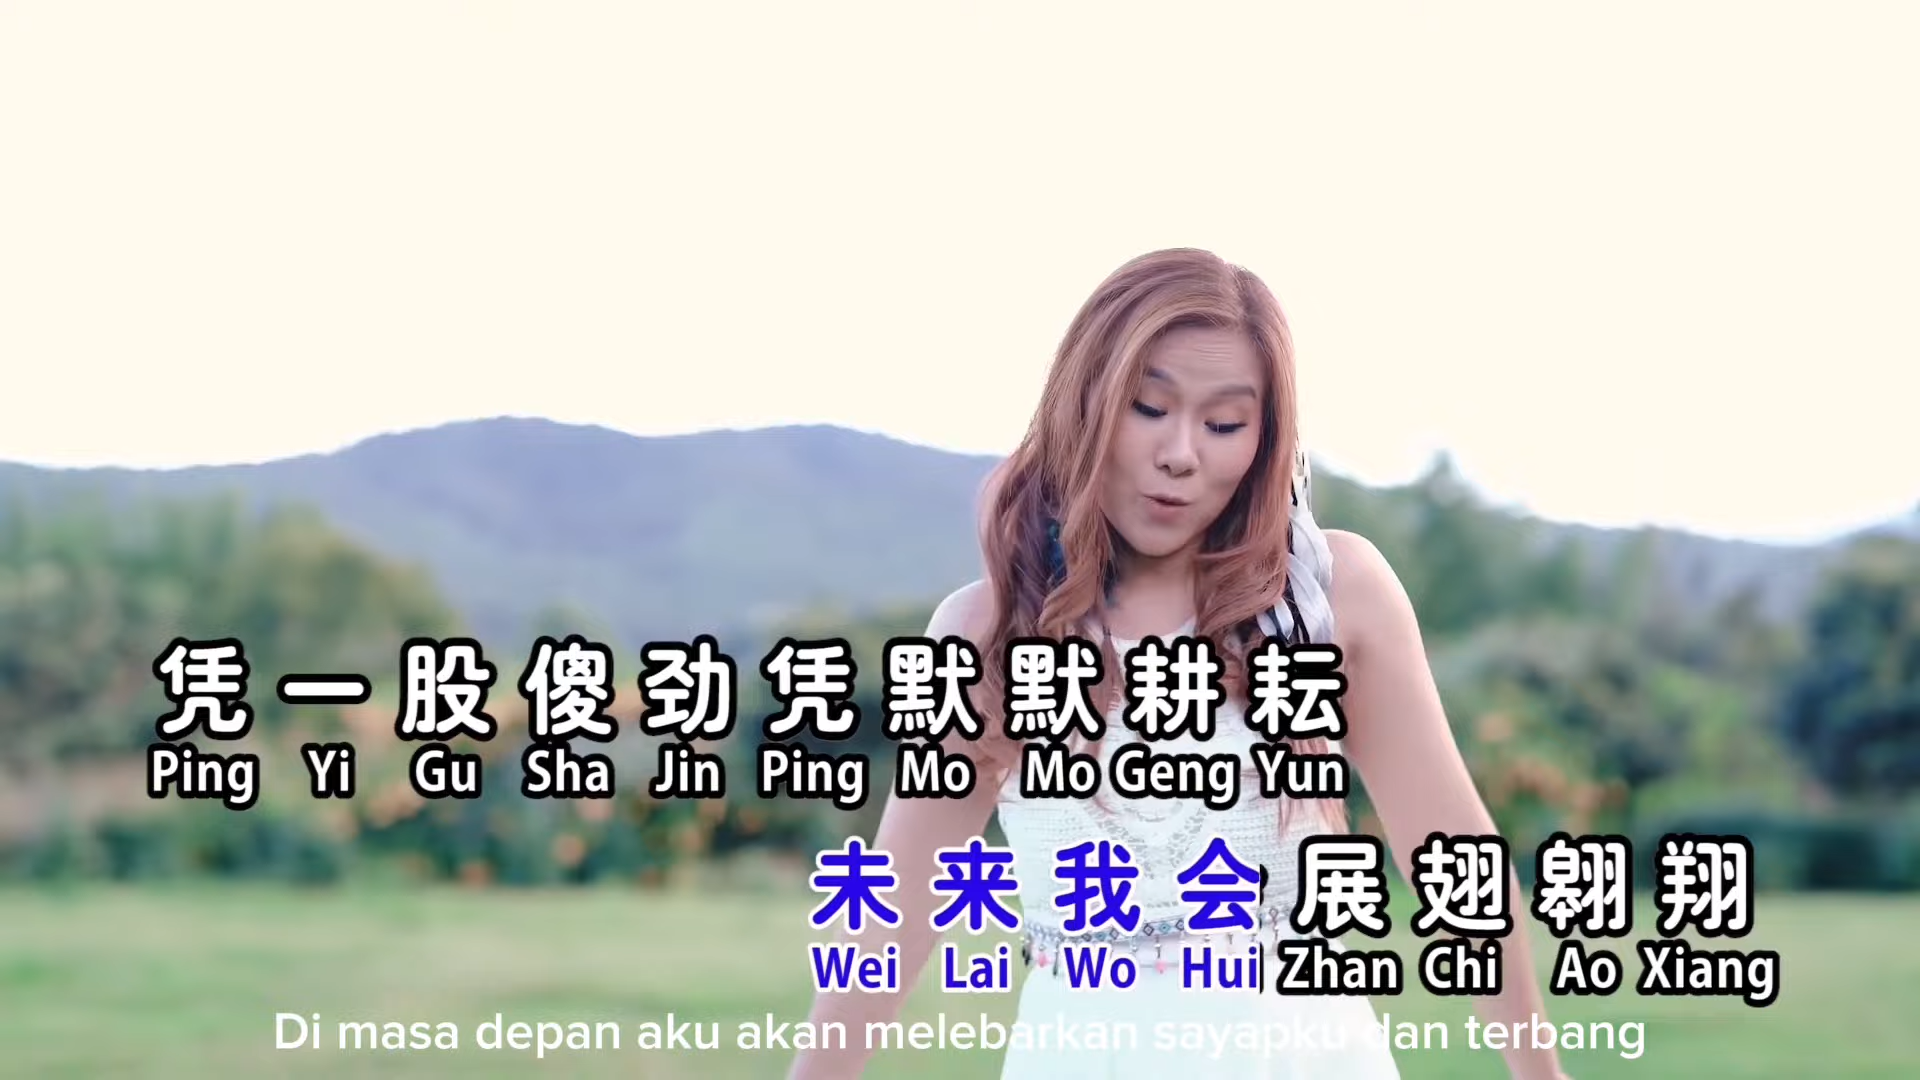 凭一股傻劲凭默默耕耘
Ping Yi Gu Sha Jin Ping Mo Mo Geng Yun
未来我会展翅翱翔
Wei Lai Wo Hui Zhan Chi Ao Xiang
Di masa depan aku akan melebarkan sayapku dan terbang